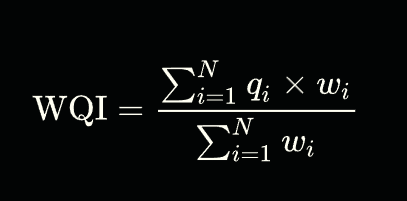 WQI = \frac{\sum_{i=1}^{N} q_i \times w_i}{\sum_{i=1}^{N} w_i}